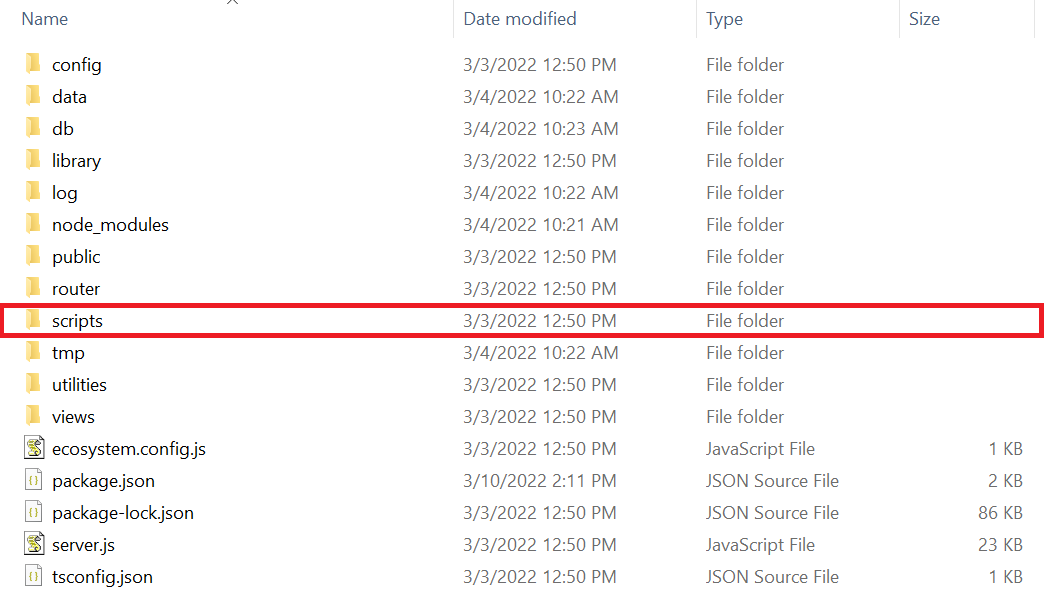 Name Date modified Type Size
config 3/3/2022 12:50 PM File folder
data 3/4/2022 10:22 AM File folder
db 3/4/2022 10:23 AM File folder
library 3/3/2022 12:50 PM File folder
log 3/4/2022 10:22 AM File folder
node_modules 3/4/2022 10:21 AM File folder
public 3/3/2022 12:50 PM File folder
router 3/3/2022 12:50 PM File folder
scripts 3/3/2022 12:50 PM File folder
tmp 3/4/2022 10:22 AM File folder
utilities 3/3/2022 12:50 PM File folder
views 3/3/2022 12:50 PM File folder
ecosystem.config.js 3/3/2022 12:50 PM JavaScript File 1 KB
package.json 3/10/2022 2:11 PM JSON Source File 2 KB
package-lock.json 3/3/2022 12:50 PM JSON Source File 86 KB
server.js 3/3/2022 12:50 PM JavaScript File 23 KB
tsconfig.json 3/3/2022 12:50 PM JSON Source File 1 KB